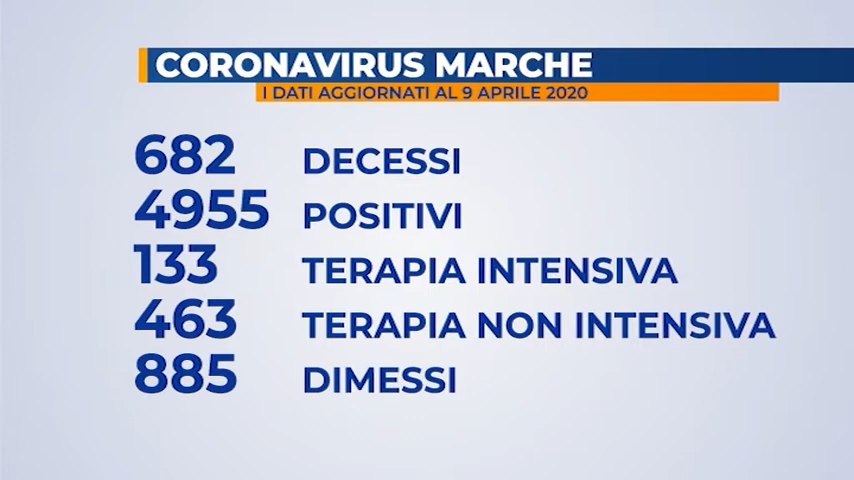 CORONAVIRUS MARCHE
I DATI AGGIORNATI AL 9 APRILE 2020
682 DECESSI
4955 POSITIVI
133 TERAPIA INTENSIVA
463 TERAPIA NON INTENSIVA
885 DIMESSI